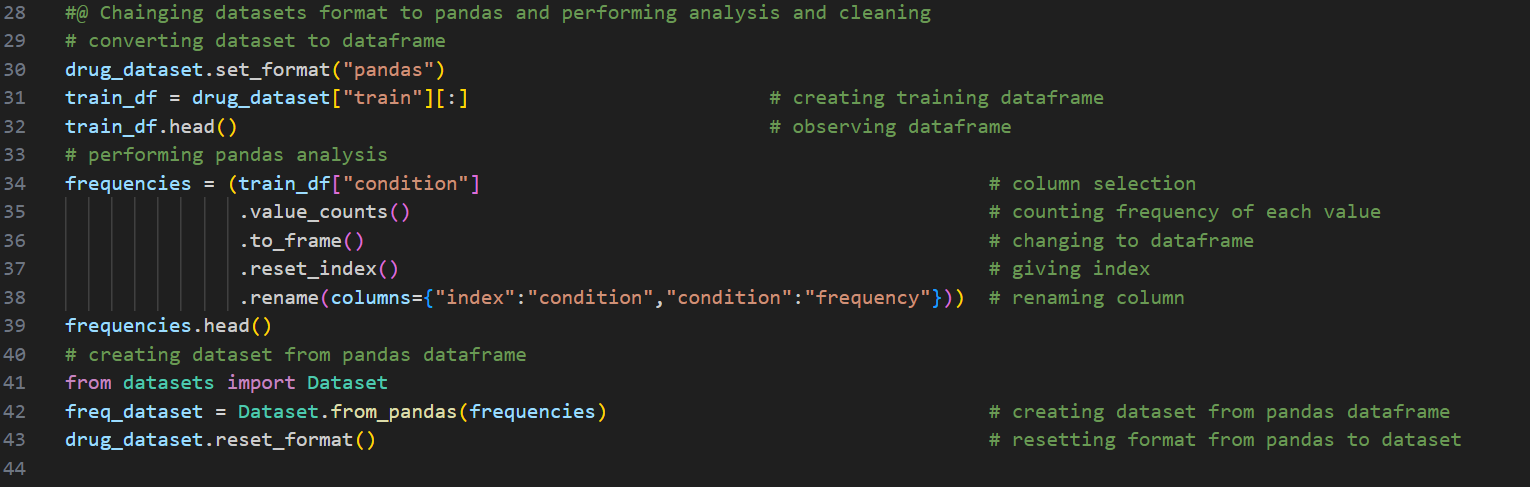 28 #@ Chainging datasets format to pandas and performing analysis and cleaning
29 # converting dataset to dataframe
30 drug_dataset.set_format("pandas")
31 train_df = drug_dataset["train"][:] # creating training dataframe
32 train_df.head() # observing dataframe
33 # performing pandas analysis
34 frequencies = (train_df["condition"] # column selection
35 .value_counts() # counting frequency of each value
36 .to_frame() # changing to dataframe
37 .reset_index() # giving index
38 .rename(columns={"index":"condition","condition":"frequency"})) # renaming column
39 frequencies.head()
40 # creating dataset from pandas dataframe
41 from datasets import Dataset
42 freq_dataset = Dataset.from_pandas(frequencies) # creating dataset from pandas dataframe
43 drug_dataset.reset_format() # resetting format from pandas to dataset
44